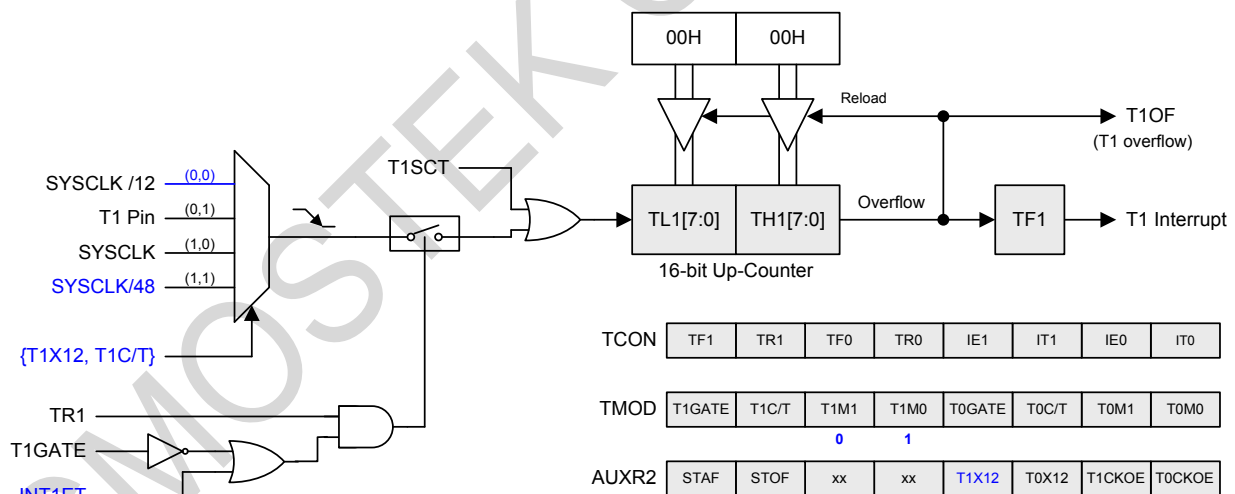 00H 00H
Reload
T1OF
(T1 overflow)
T1SCT
SYSCLK /12 (0,0)
T1 Pin (0,1)
SYSCLK (1,0)
SYSCLK/48 (1,1)
TL1[7:0] TH1[7:0] Overflow TF1 T1 Interrupt
16-bit Up-Counter
{T1X12, T1C/T}
TR1
T1GATE
INT1ET
TCON TF1 TR1 TF0 TR0 IE1 IT1 IE0 IT0
TMOD T1GATE T1C/T T1M1 T1M0 T0GATE T0C/T T0M1 T0M0
0 1
AUXR2 STAF STOF xx xx T1X12 T0X12 T1CKOE T0CKOE
MOSTEK